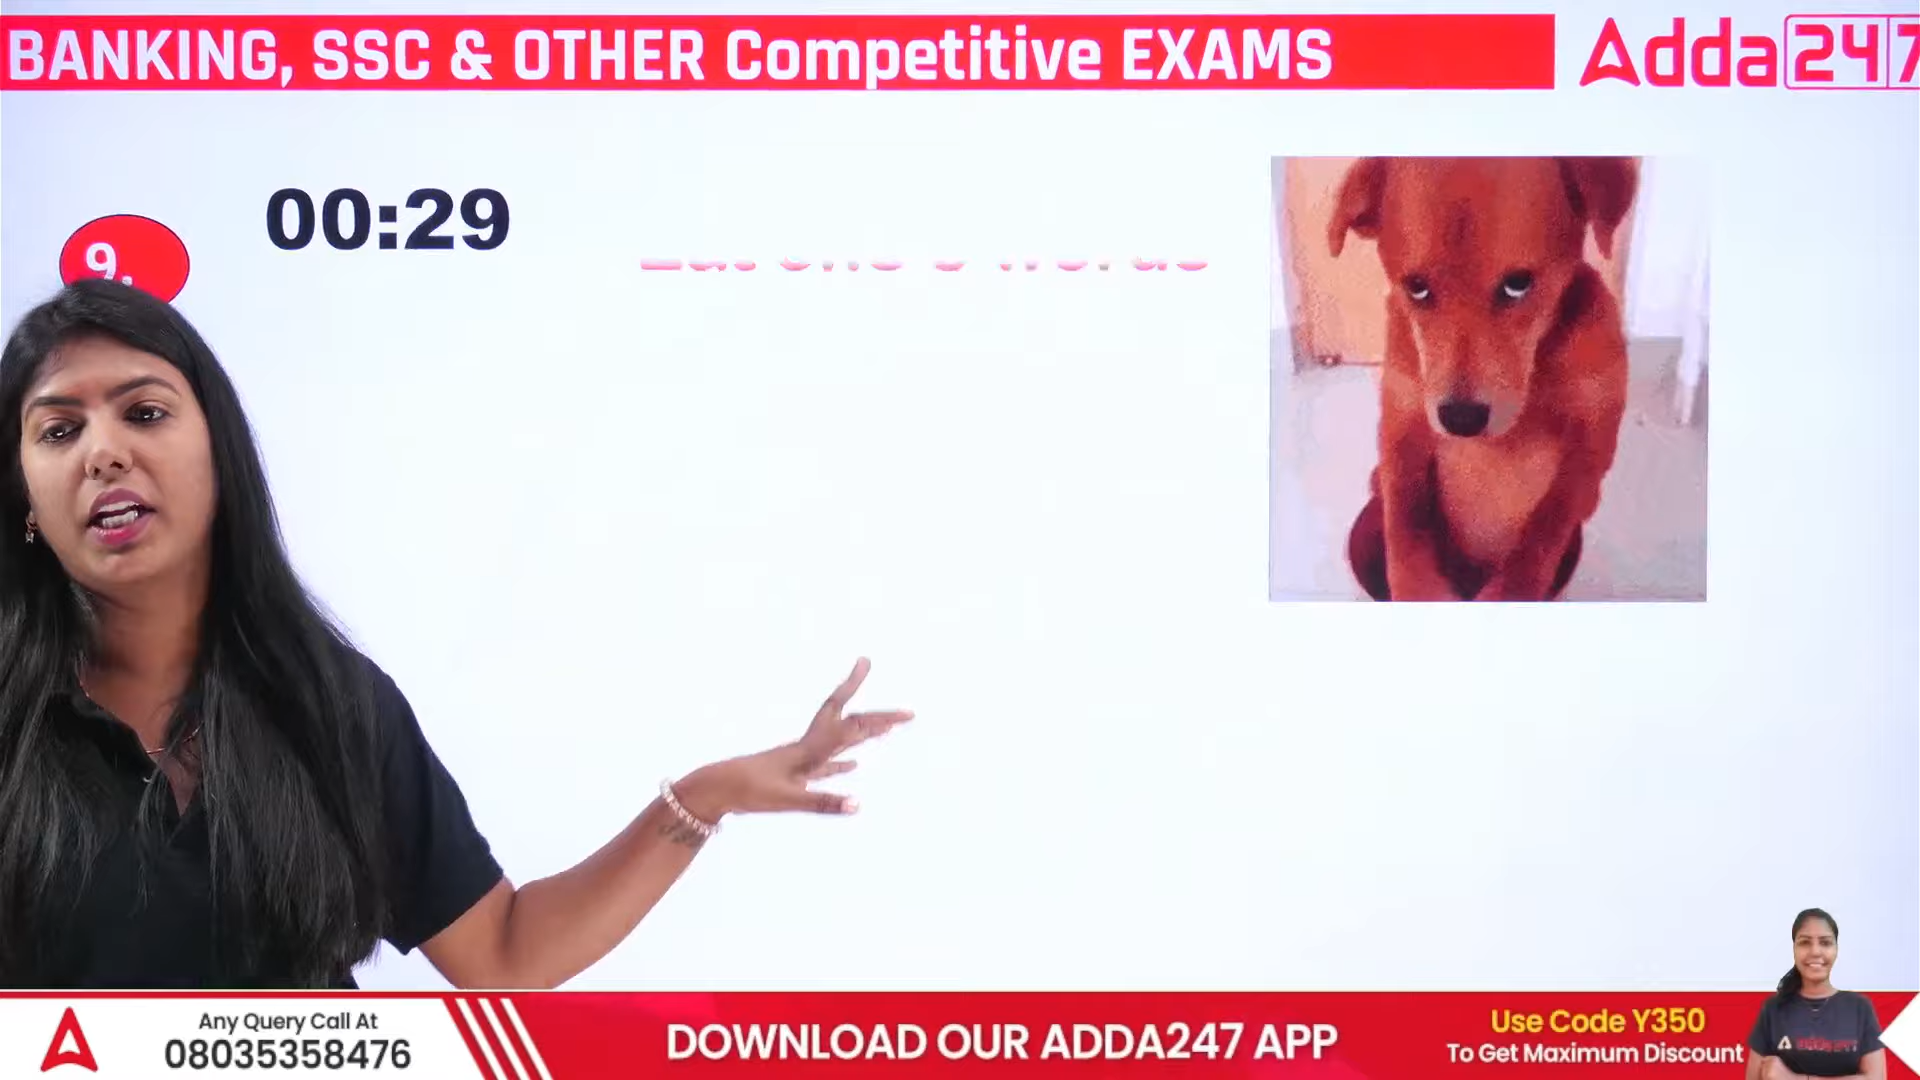 BANKING, SSC & OTHER Competitive EXAMS
Adda247
00:29
9.
Any Query Call At
08035358476
DOWNLOAD OUR ADDA247 APP
Use Code Y350
To Get Maximum Discount